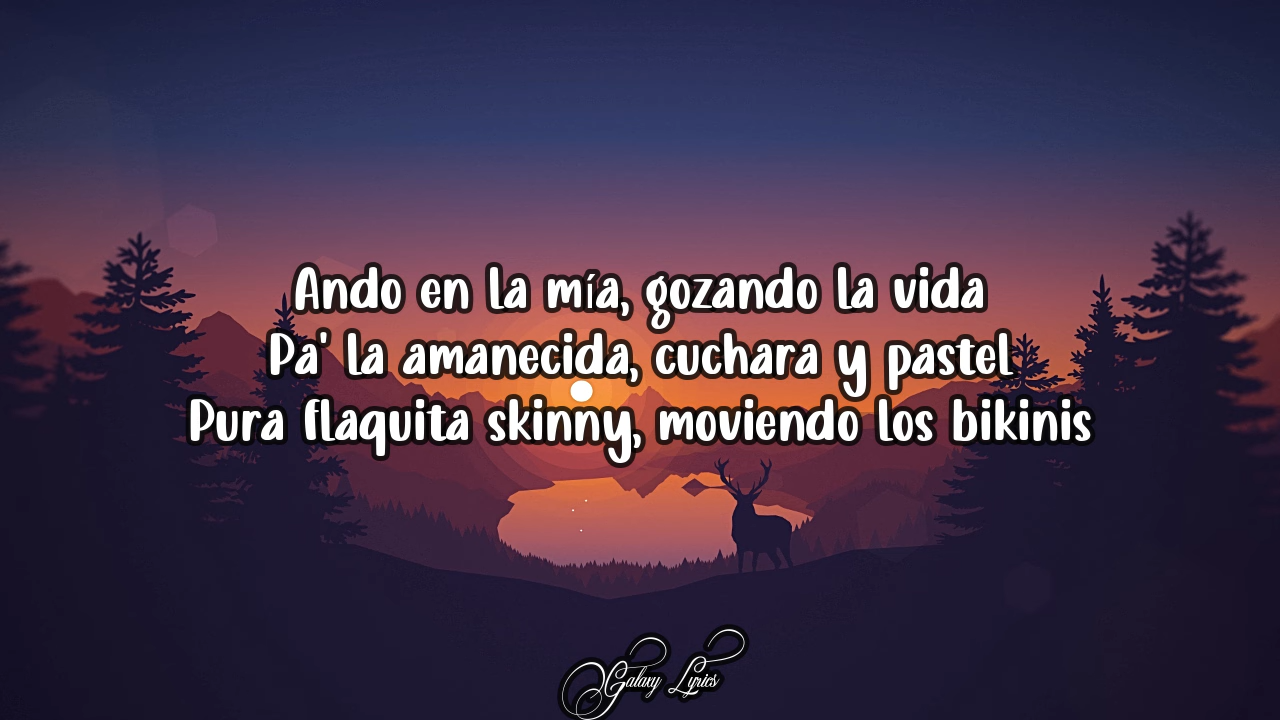 Ando en la mía, gozando la vida
Pa' la amanecida, cuchara y pastel
Pura flaquita skinny, moviendo los bikinis
Galaxy Lyrics